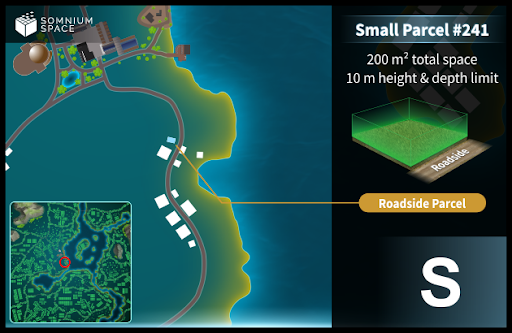 SOMNIUM
SPACE
Small Parcel #241
200 m² total space
10 m height & depth limit
Roadside
Roadside Parcel
S